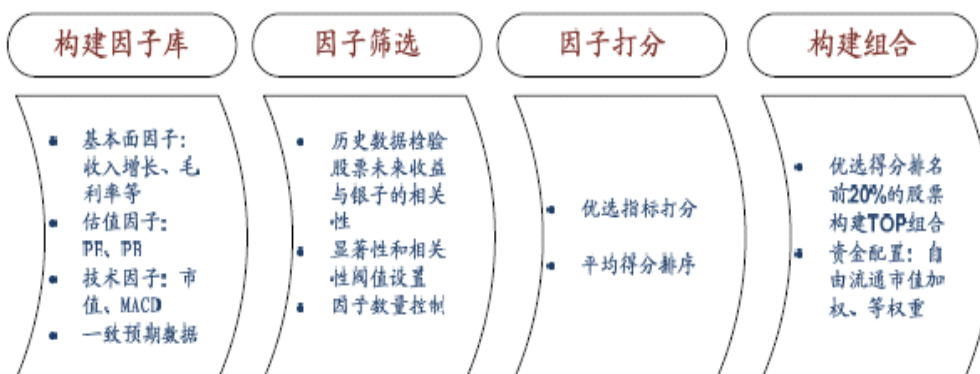 构建因子库
因子筛选
因子打分
构建组合
基本面因子：
收入增长、毛
利率等
估值因子：
PE、PB
技术因子：市
值、MACD
一致预期数据
历史数据检验
股票未来收益
与银子的相关
性
显著性和相关
性阀值设置
因子数量控制
优选指标打分
平均得分排序
优选得分排名
前20%的股票
构建TOP组合
资金配置：自
由流通市值加
权、等权重